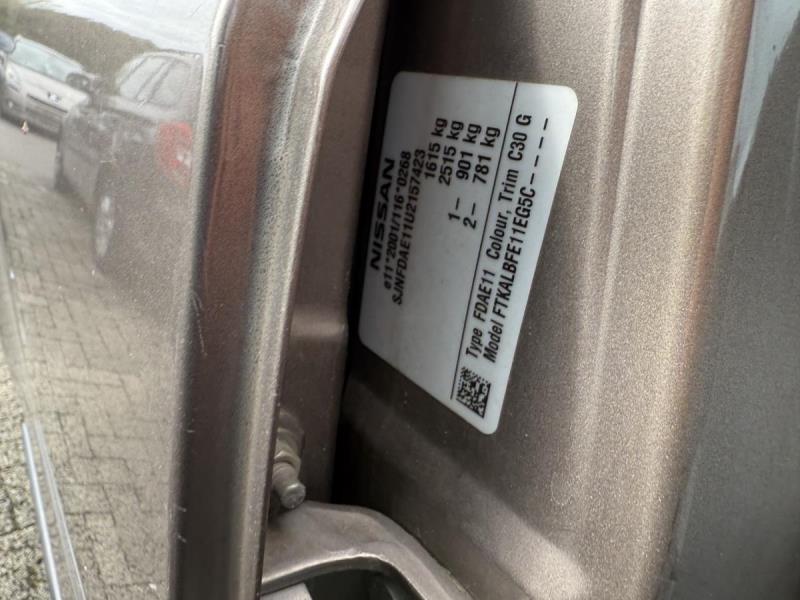 NISSAN
e11*2001/116*0268
SJNFDAE11U2157423
1615 kg
2515 kg
1– 901 kg
2– 781 kg
Type FDAE11 Colour, Trim C30 G
Model FTKALBFE11EG5C----